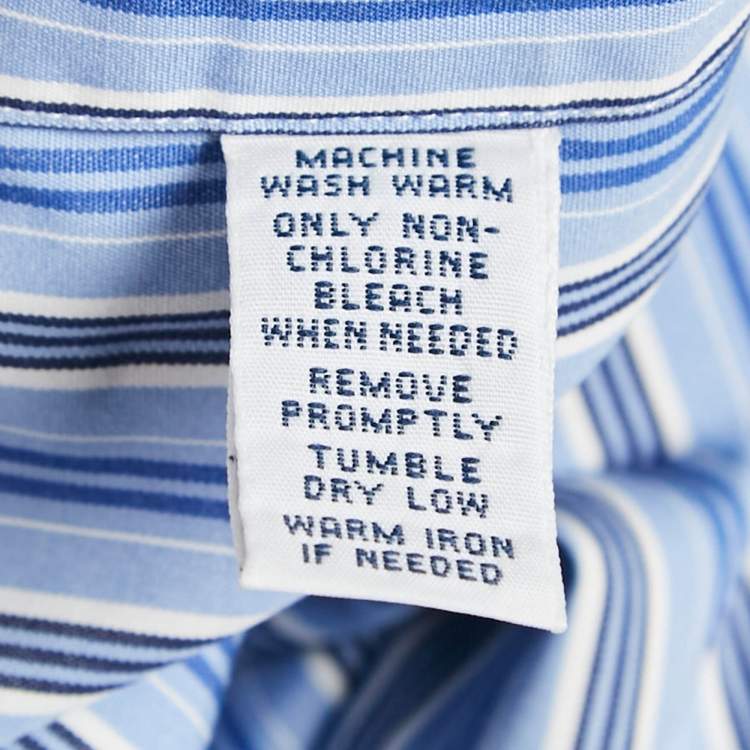 MACHINE
WASH WARM
ONLY NON-
CHLORINE
BLEACH
WHEN NEEDED
REMOVE
PROMPTLY
TUMBLE
DRY LOW
WARM IRON
IF NEEDED